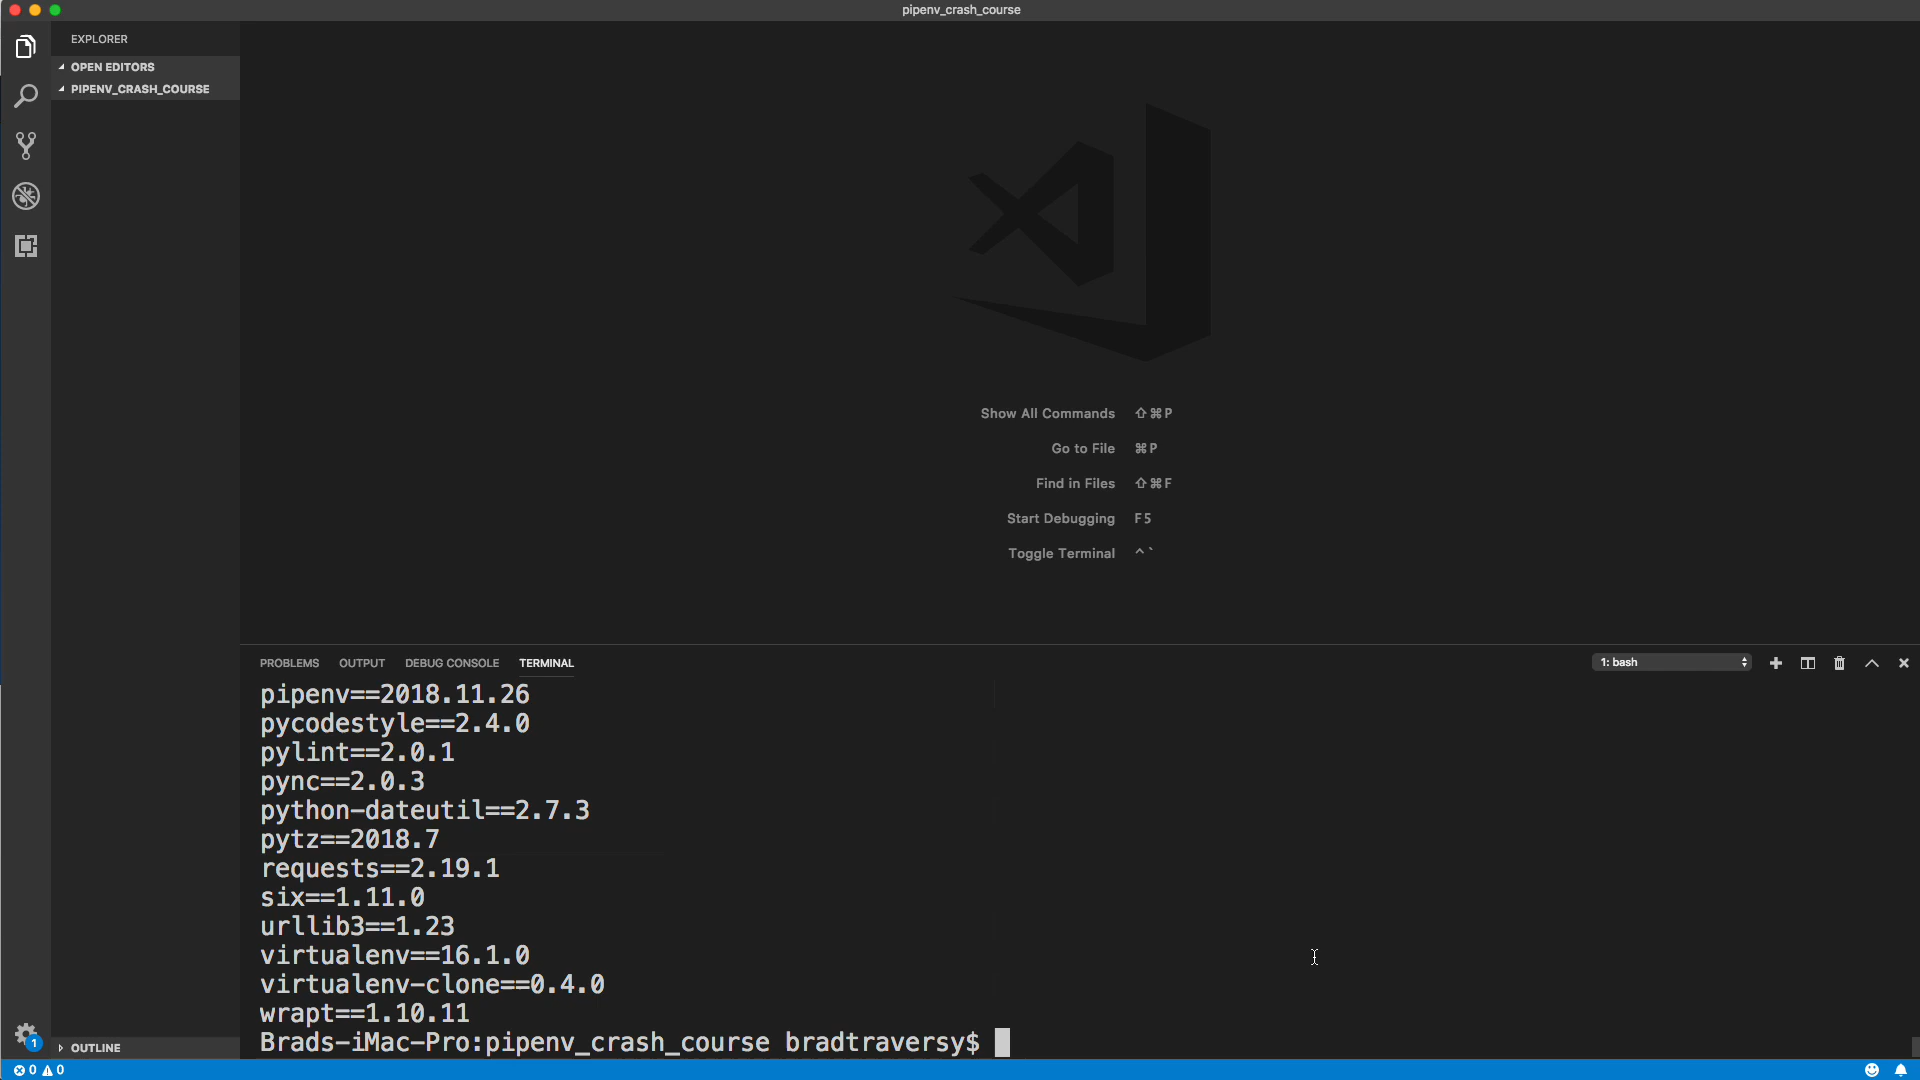 pipenv_crash_course
EXPLORER
OPEN EDITORS
PIPENV_CRASH_COURSE
Show All Commands ⇧⌘P
Go to File ⌘P
Find in Files ⇧⌘F
Start Debugging F5
Toggle Terminal ^`
PROBLEMS OUTPUT DEBUG CONSOLE TERMINAL
1: bash
pipenv==2018.11.26
pycodestyle==2.4.0
pylint==2.0.1
pync==2.0.3
python-dateutil==2.7.3
pytz==2018.7
requests==2.19.1
six==1.11.0
urllib3==1.23
virtualenv==16.1.0
virtualenv-clone==0.4.0
wrapt==1.10.11
Brads-iMac-Pro:pipenv_crash_course bradtraversy$
1
OUTLINE
0 0